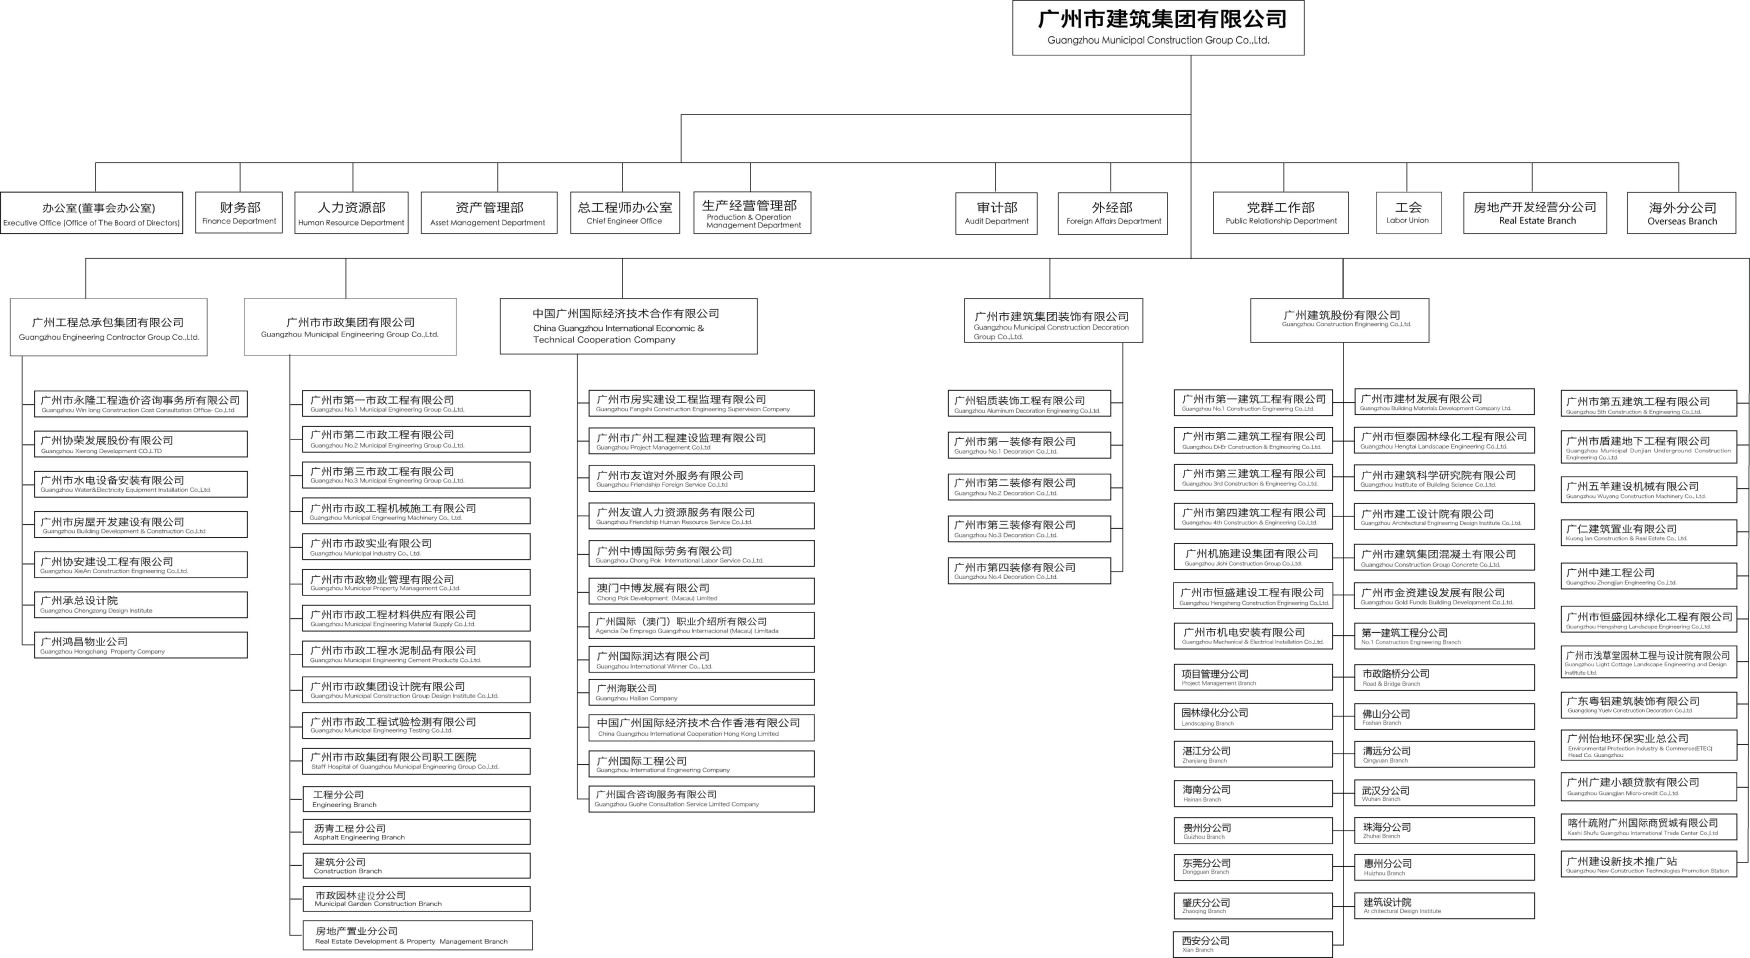 广州市建筑集团有限公司
Guangzhou Municipal Construction Group Co.,Ltd.
办公室(董事会办公室)
Executive Office (Office of The Board of Directors)
财务部
Finance Department
人力资源部
Human Resource Department
资产管理部
Asset Management Department
总工程师办公室
Chief Engineer Office
生产经营管理部
Production & Operation
Management Department
审计部
Audit Department
外经部
Foreign Affairs Department
党群工作部
Public Relationship Department
工会
Labor Union
房地产开发经营分公司
Real Estate Branch
海外分公司
Overseas Branch
广州工程总承包集团有限公司
Guangzhou Engineering Contractor Group Co.,Ltd.
广州市市政集团有限公司
Guangzhou Municipal Engineering Group Co.,Ltd.
中国广州国际经济技术合作有限公司
China Guangzhou International Economic &
Technical Cooperation Company
广州市建筑集团装饰有限公司
Guangzhou Municipal Construction Decoration
Group Co.,Ltd.
广州建筑股份有限公司
Guangzhou Construction Engineering Co.,Ltd.
广州市永隆工程造价咨询事务所有限公司
Guangzhou Win long Construction Cost Consultation Office- Co.,Ltd
广州协荣发展股份有限公司
Guangzhou Xierong Development CO.,LTD
广州市水电设备安装有限公司
Guangzhou Water&Electricity Equipment Installation Co.,Ltd.
广州市房屋开发建设有限公司
Guangzhou Building Development & Construction Co.,Ltd
广州协安建设工程有限公司
Guangzhou XieAn Construction Engineering Co.,Ltd.
广州承总设计院
Guangzhou Chengzong Design Institute
广州鸿昌物业公司
Guangzhou Hongchang Property Company
广州市第一市政工程有限公司
Guangzhou No.1 Municipal Engineering Group Co.,Ltd.
广州市第二市政工程有限公司
Guangzhou No.2 Municipal Engineering Group Co.,Ltd.
广州市第三市政工程有限公司
Guangzhou No.3 Municipal Engineering Group Co.,Ltd.
广州市市政工程机械施工有限公司
Guangzhou Municipal Engineering Machinery Co., Ltd.
广州市市政实业有限公司
Guangzhou Municipal Industry Co., Ltd.
广州市市政物业管理有限公司
Guangzhou Municipal Property Management Co.,Ltd.
广州市市政工程材料供应有限公司
Guangzhou Municipal Engineering Material Supply Co.,Ltd.
广州市市政工程水泥制品有限公司
Guangzhou Municipal Engineering Cement Products Co.,Ltd.
广州市市政集团设计院有限公司
Guangzhou Municipal Construction Group Design Institute Co.,Ltd.
广州市市政工程试验检测有限公司
Guangzhou Municipal Engineering Testing Co.,Ltd.
广州市市政集团有限公司职工医院
Staff Hospital of Guangzhou Municipal Engineering Group Co.,Ltd.
工程分公司
Engineering Branch
沥青工程分公司
Asphalt Engineering Branch
建筑分公司
Construction Branch
市政园林建设分公司
Municipal Garden Construction Branch
房地产置业分公司
Real Estate Development & Property Management Branch
广州市房实建设工程监理有限公司
Guangzhou Fangshi Construction Engineering Supervision Company
广州市广州工程建设监理有限公司
Guangzhou Project Management Co.Ltd
广州市友谊对外服务有限公司
Guangzhou Friendship Foreign Service Co.,Ltd
广州友谊人力资源服务有限公司
Guangzhou Friendship Human Resource Service Co.,Ltd.
广州中博国际劳务有限公司
Guangzhou Chong Pok International Labor Service Co.,Ltd.
澳门中博发展有限公司
Chong Pok Development (Macau) Limited
广州国际（澳门）职业介绍所有限公司
Agencia De Emprego Guangzhou Internacional (Macau) Limitada
广州国际润达有限公司
Guangzhou International Winner Co., Ltd.
广州海联公司
Guangzhou Hailian Company
中国广州国际经济技术合作香港有限公司
China Guangzhou International Cooperation Hong Kong Limited
广州国际工程公司
Guangzhou International Engineering Company
广州国合咨询服务有限公司
Guangzhou Guohe Consultation Service Limited Company
广州铝质装饰工程有限公司
Guangzhou Aluminum Decoration Engineering Co.,Ltd.
广州市第一装修有限公司
Guangzhou No.1 Decoration Co.,Ltd.
广州市第二装修有限公司
Guangzhou No.2 Decoration Co.,Ltd.
广州市第三装修有限公司
Guangzhou No.3 Decoration Co.,Ltd.
广州市第四装修有限公司
Guangzhou No.4 Decoration Co.,Ltd.
广州市第一建筑工程有限公司
Guangzhou No.1 Construction Engineering Co.,Ltd.
广州市第二建筑工程有限公司
Guangzhou Di-Er Construction & Engineering Co.,Ltd.
广州市第三建筑工程有限公司
Guangzhou 3rd Construction & Engineering Co.,Ltd.
广州市第四建筑工程有限公司
Guangzhou 4th Construction & Engineering Co.,Ltd.
广州机施建设集团有限公司
Guangzhou Jishi Construction Group Co.,Ltd.
广州市恒盛建设工程有限公司
Guangzhou Hengsheng Construction Engineering Co.,Ltd.
广州市机电安装有限公司
Guangzhou Mechanical & Electrical Installation Co.,Ltd.
项目管理分公司
Project Management Branch
园林绿化分公司
Landscaping Branch
湛江分公司
Zhanjiang Branch
海南分公司
Hainan Branch
贵州分公司
Guizhou Branch
东莞分公司
Dongguan Branch
肇庆分公司
Zhaoqing Branch
西安分公司
Xian Branch
广州市建材发展有限公司
Guangzhou Building Materials Development Company Ltd.
广州市恒泰园林绿化工程有限公司
Guangzhou Hengtai Landscape Engineering Co.,Ltd.
广州市建筑科学研究院有限公司
Guangzhou Institute of Building Science Co.,Ltd.
广州市建工设计院有限公司
Guangzhou Architectural Engineering Design Institute Co.,Ltd.
广州市建筑集团混凝土有限公司
Guangzhou Construction Group Concrete Co.,Ltd.
广州市金资建设发展有限公司
Guangzhou Gold Funds Building Development Co.,Ltd.
第一建筑工程分公司
No.1 Construction Engineering Branch
市政路桥分公司
Road & Bridge Branch
佛山分公司
Foshan Branch
清远分公司
Qingyuan Branch
武汉分公司
Wuhan Branch
珠海分公司
Zhuhai Branch
惠州分公司
Huizhou Branch
建筑设计院
Architectural Design Institute
广州市第五建筑工程有限公司
Guangzhou 5th Construction & Engineering Co.,Ltd.
广州市盾建地下工程有限公司
Guangzhou Municipal Dunjian Underground Construction
Engineering Co.,Ltd.
广州五羊建设机械有限公司
Guangzhou Wuyang Construction Machinery Co., Ltd.
广仁建筑置业有限公司
Kuong Ian Construction & Real Estate Co., Ltd.
广州中建工程公司
Guangzhou Zhongjian Engineering Co.,Ltd.
广州市恒盛园林绿化工程有限公司
Guangzhou Hengsheng Landscape Engineering Co.,Ltd.
广州市浅草堂园林工程与设计院有限公司
Guangzhou Light Cottage Landscape Engineering and Design
Institute Ltd.
广东粤铝建筑装饰有限公司
Guangdong Yuelv Construction Decoration Co.,Ltd.
广州怡地环保实业总公司
Environmental Protection Industry & Commerce(ETEC)
Head Co. Guangzhou
广州广建小额贷款有限公司
Guangzhou Guangjian Micro-credit Co.,Ltd.
喀什疏附广州国际商贸城有限公司
Kashi Shufu Guangzhou International Trade Center Co.,Ltd
广州建设新技术推广站
Guangzhou New Construction Technologies Promotion Station